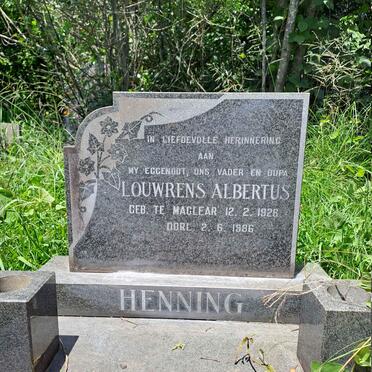 IN LIEFDEVOLLE HERINNERING
AAN
MY EGGENOOT, ONS VADER EN OUPA
LOUWRENS ALBERTUS
GEB. TE MACLEAR 12. 2. 1926
OORL. 2. 6. 1986
HENNING